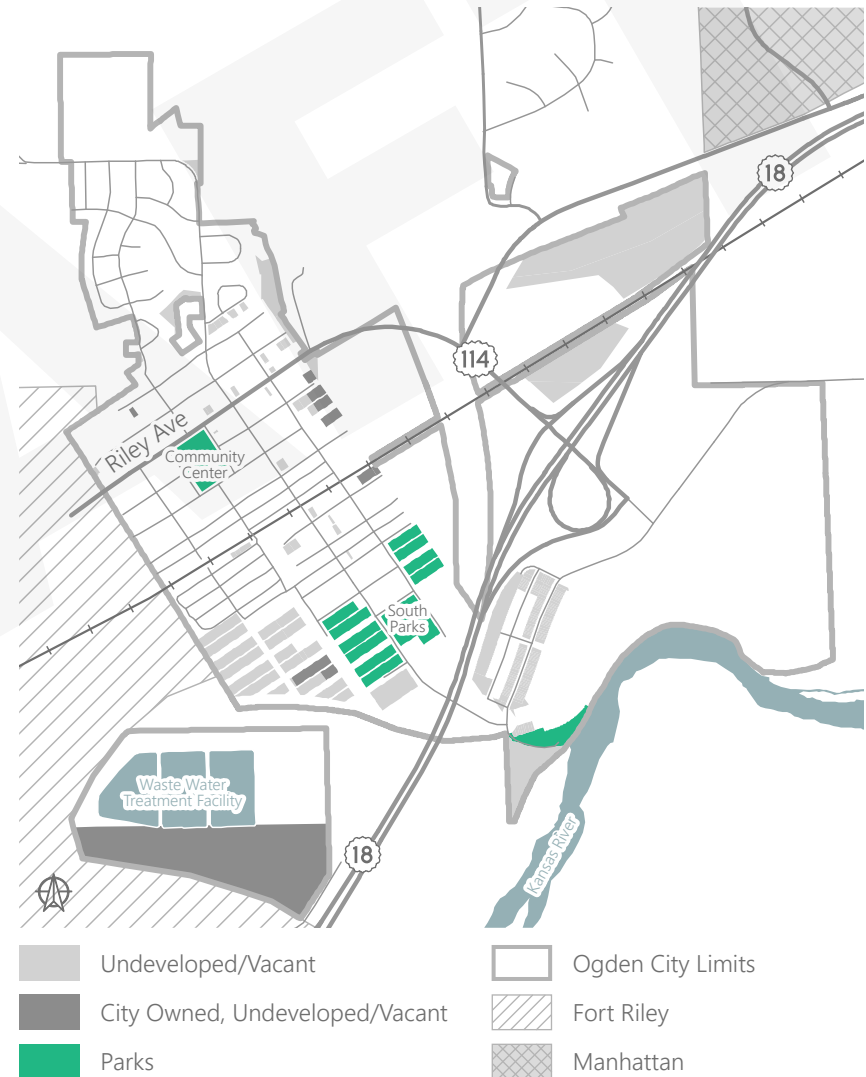 18
114
Riley Ave
Community
Center
South
Parks
Waste Water
Treatment Facility
18
Kansas River
Undeveloped/Vacant
City Owned, Undeveloped/Vacant
Parks
Ogden City Limits
Fort Riley
Manhattan